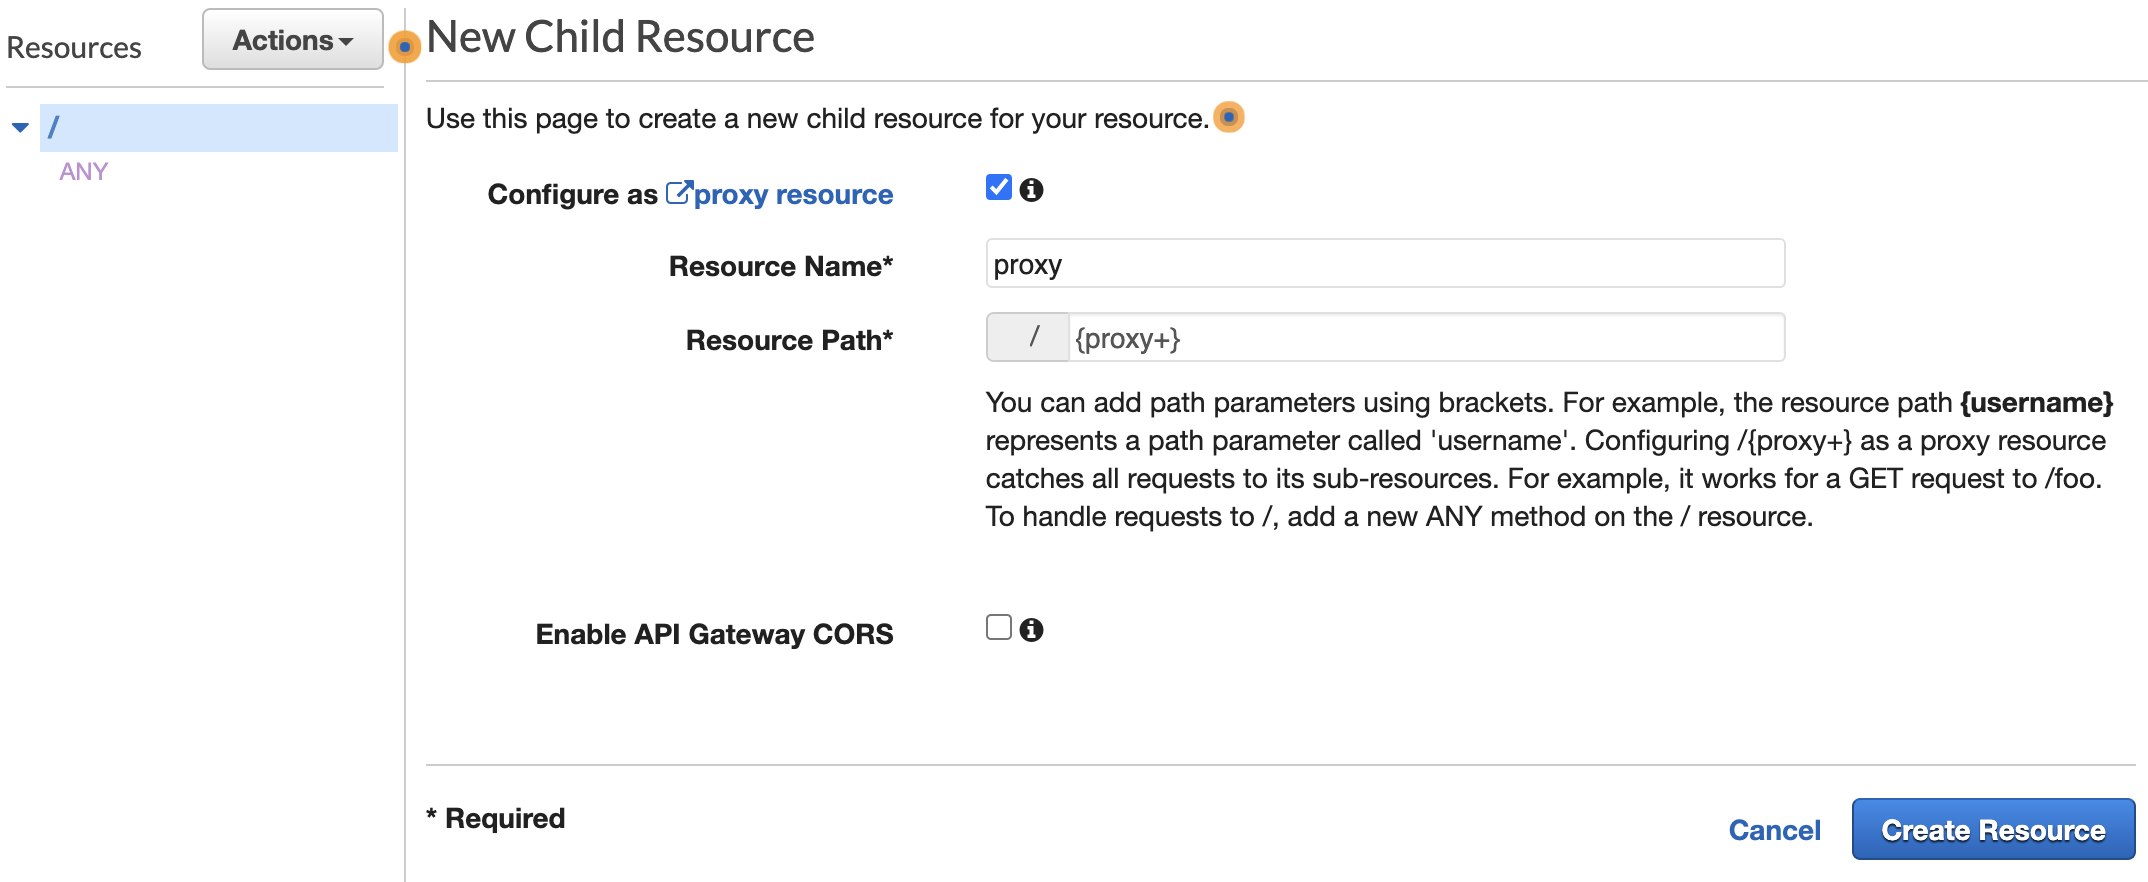 Resources
Actions
/
ANY
New Child Resource
Use this page to create a new child resource for your resource.
Configure as proxy resource
Resource Name*
proxy
Resource Path*
/ {proxy+}
You can add path parameters using brackets. For example, the resource path {username}
represents a path parameter called 'username'. Configuring /{proxy+} as a proxy resource
catches all requests to its sub-resources. For example, it works for a GET request to /foo.
To handle requests to /, add a new ANY method on the / resource.
Enable API Gateway CORS
* Required
Cancel
Create Resource